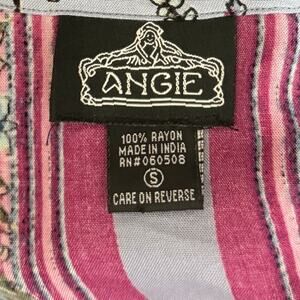 ANGIE
100% RAYON
MADE IN INDIA
RN#060508
S
CARE ON REVERSE